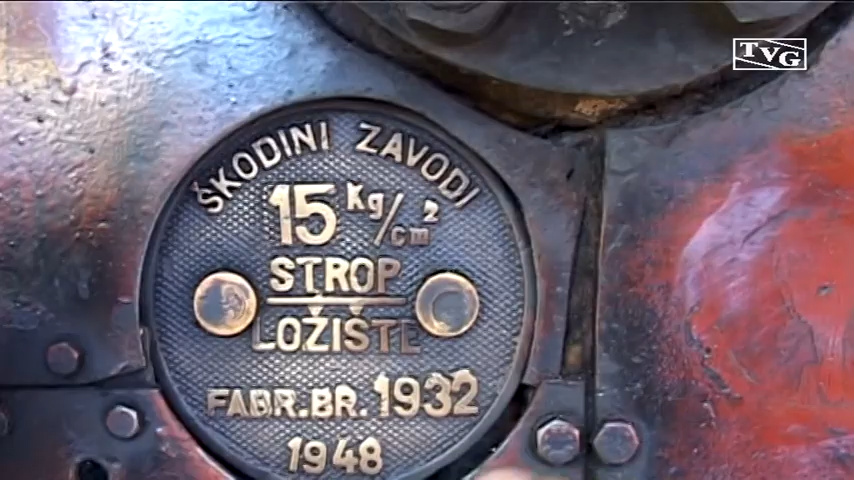 TVG
ŠKODINI ZAVODI
15 Kg/cm²
STROP
LOŽIŠTE
FABR.BR.1932
1948